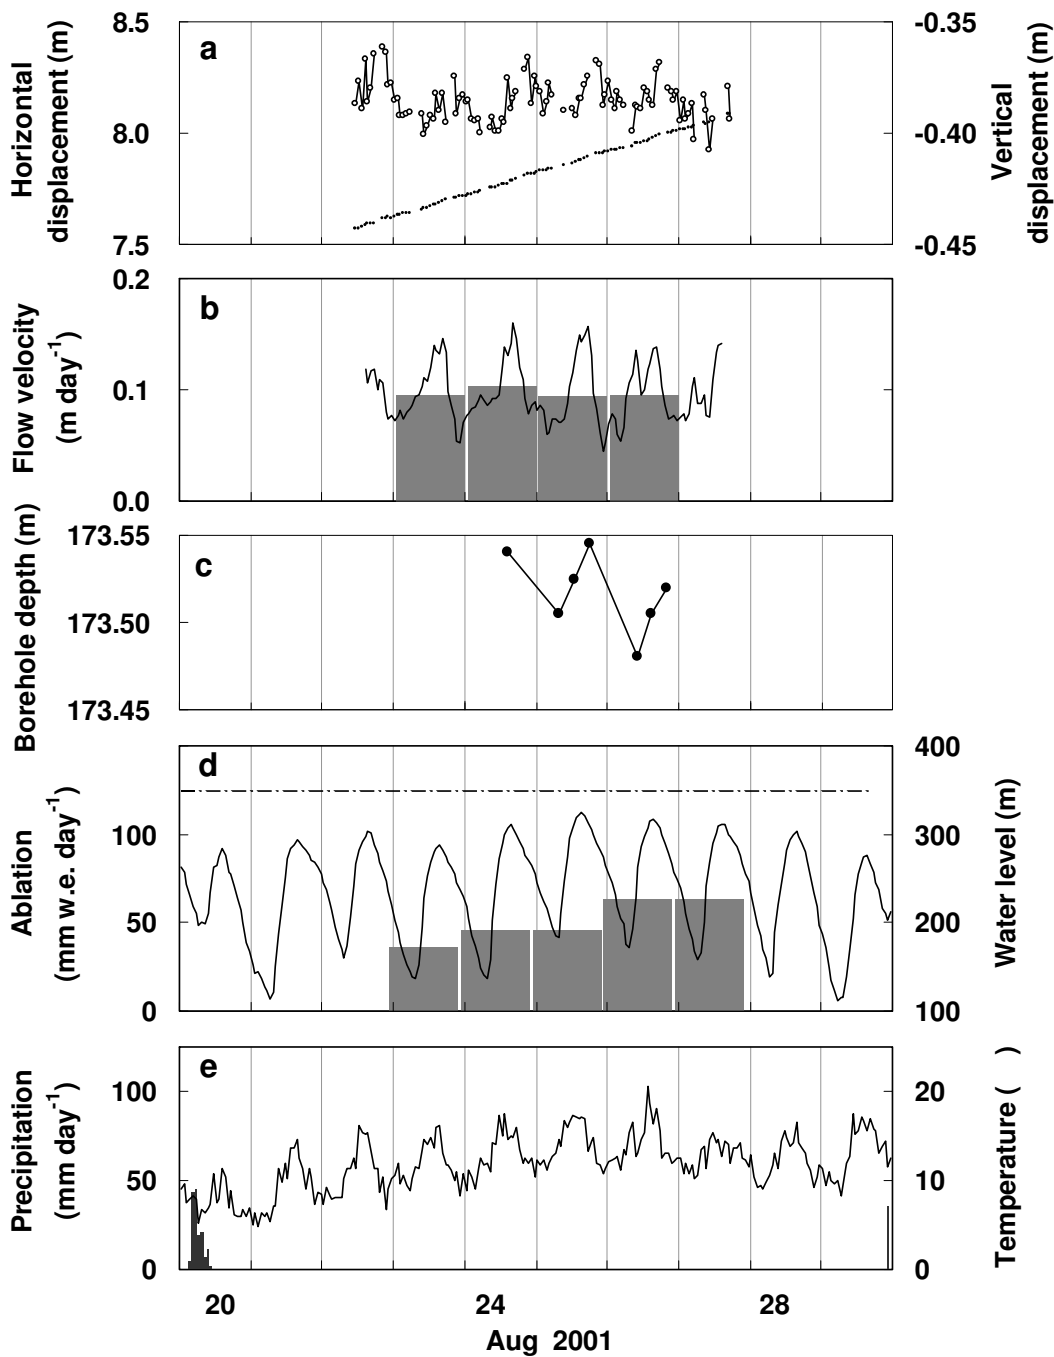 a
8.5
8.0
7.5
Horizontal
displacement (m)
-0.35
-0.40
-0.45
Vertical
displacement (m)
b
0.2
0.1
0.0
Flow velocity
(m day-1)
c
173.55
173.50
173.45
Borehole depth (m)
d
100
50
0
Ablation
(mm w.e. day-1)
400
300
200
100
Water level (m)
e
100
50
0
Precipitation
(mm day-1)
20
10
0
Temperature ( )
20 24 28
Aug 2001